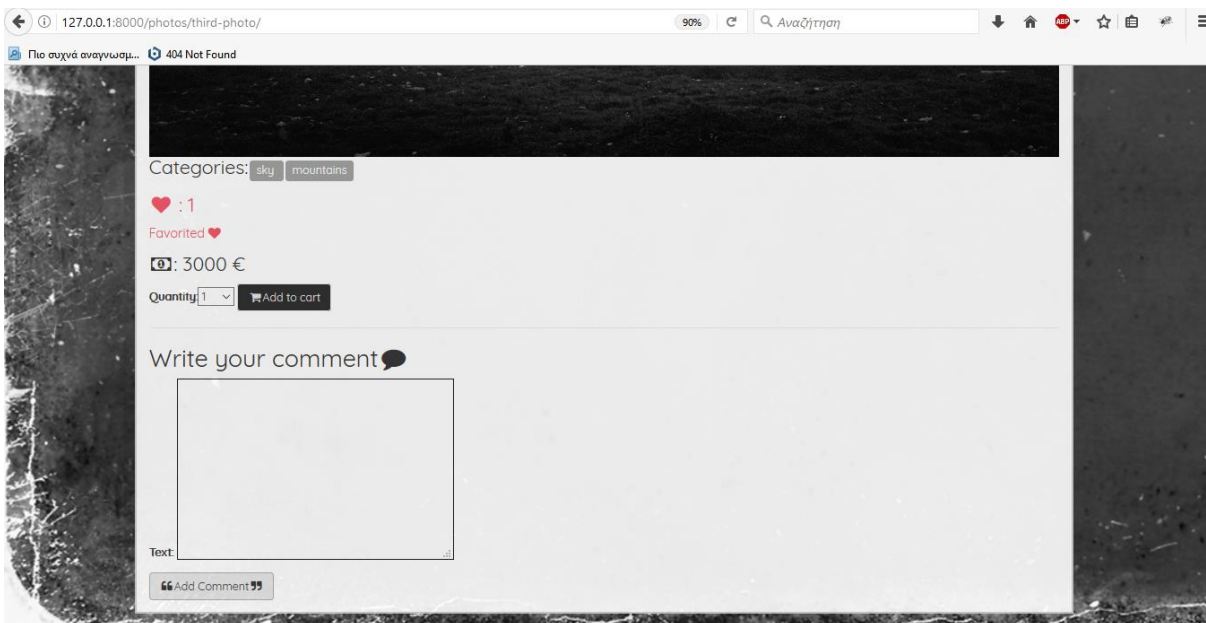 127.0.0.1:8000/photos/third-photo/ 90% Αναζήτηση ABP
Πιο συχνά αναγνωσμ... 404 Not Found
Categories: sky mountains
: 1
Favorited
: 3000 €
Quantity: 1 Add to cart
Write your comment
Text:
Add Comment